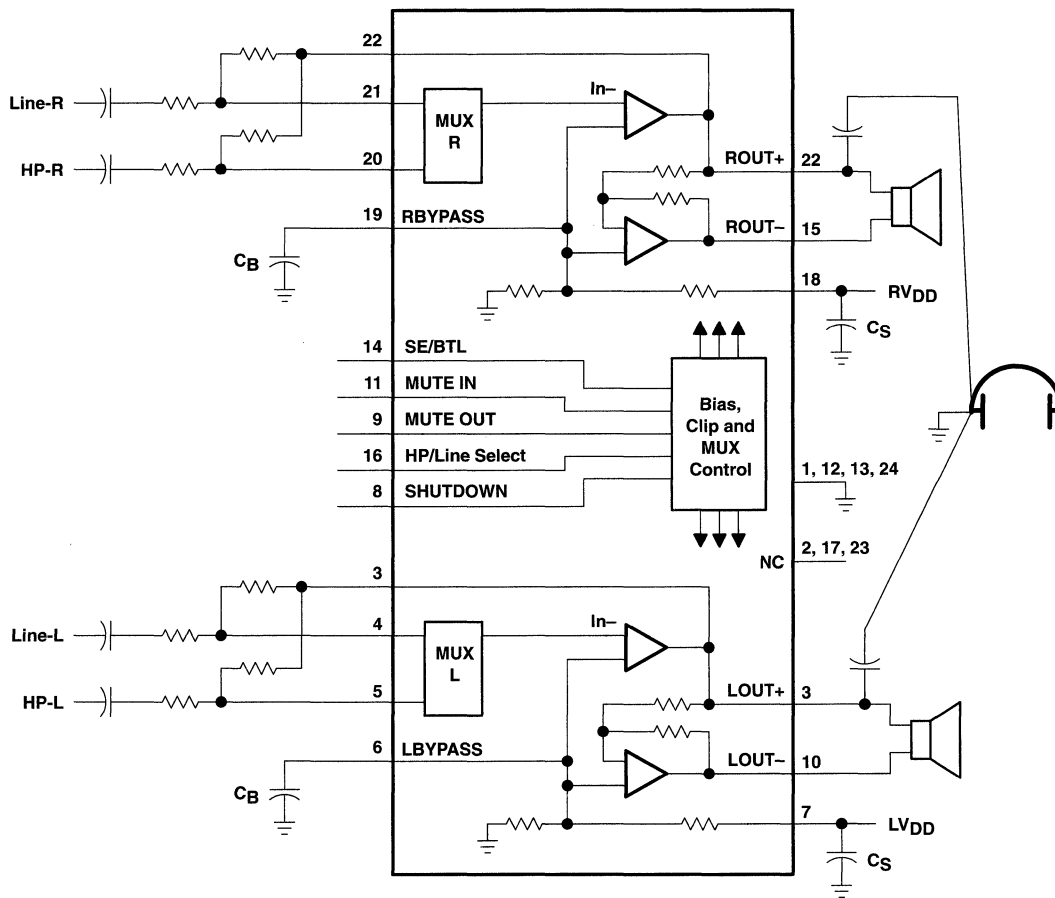 22
Line-R
21
In–
MUX
R
HP-R
20
ROUT+
22
19
RBYPASS
CB
ROUT–
15
18
RVDD
CS
14
SE/BTL
11
MUTE IN
9
MUTE OUT
16
HP/Line Select
8
SHUTDOWN
Bias,
Clip and
MUX
Control
1, 12, 13, 24
NC
2, 17, 23
3
Line-L
4
In–
MUX
L
HP-L
5
LOUT+
3
6
LBYPASS
CB
LOUT–
10
7
LVDD
CS